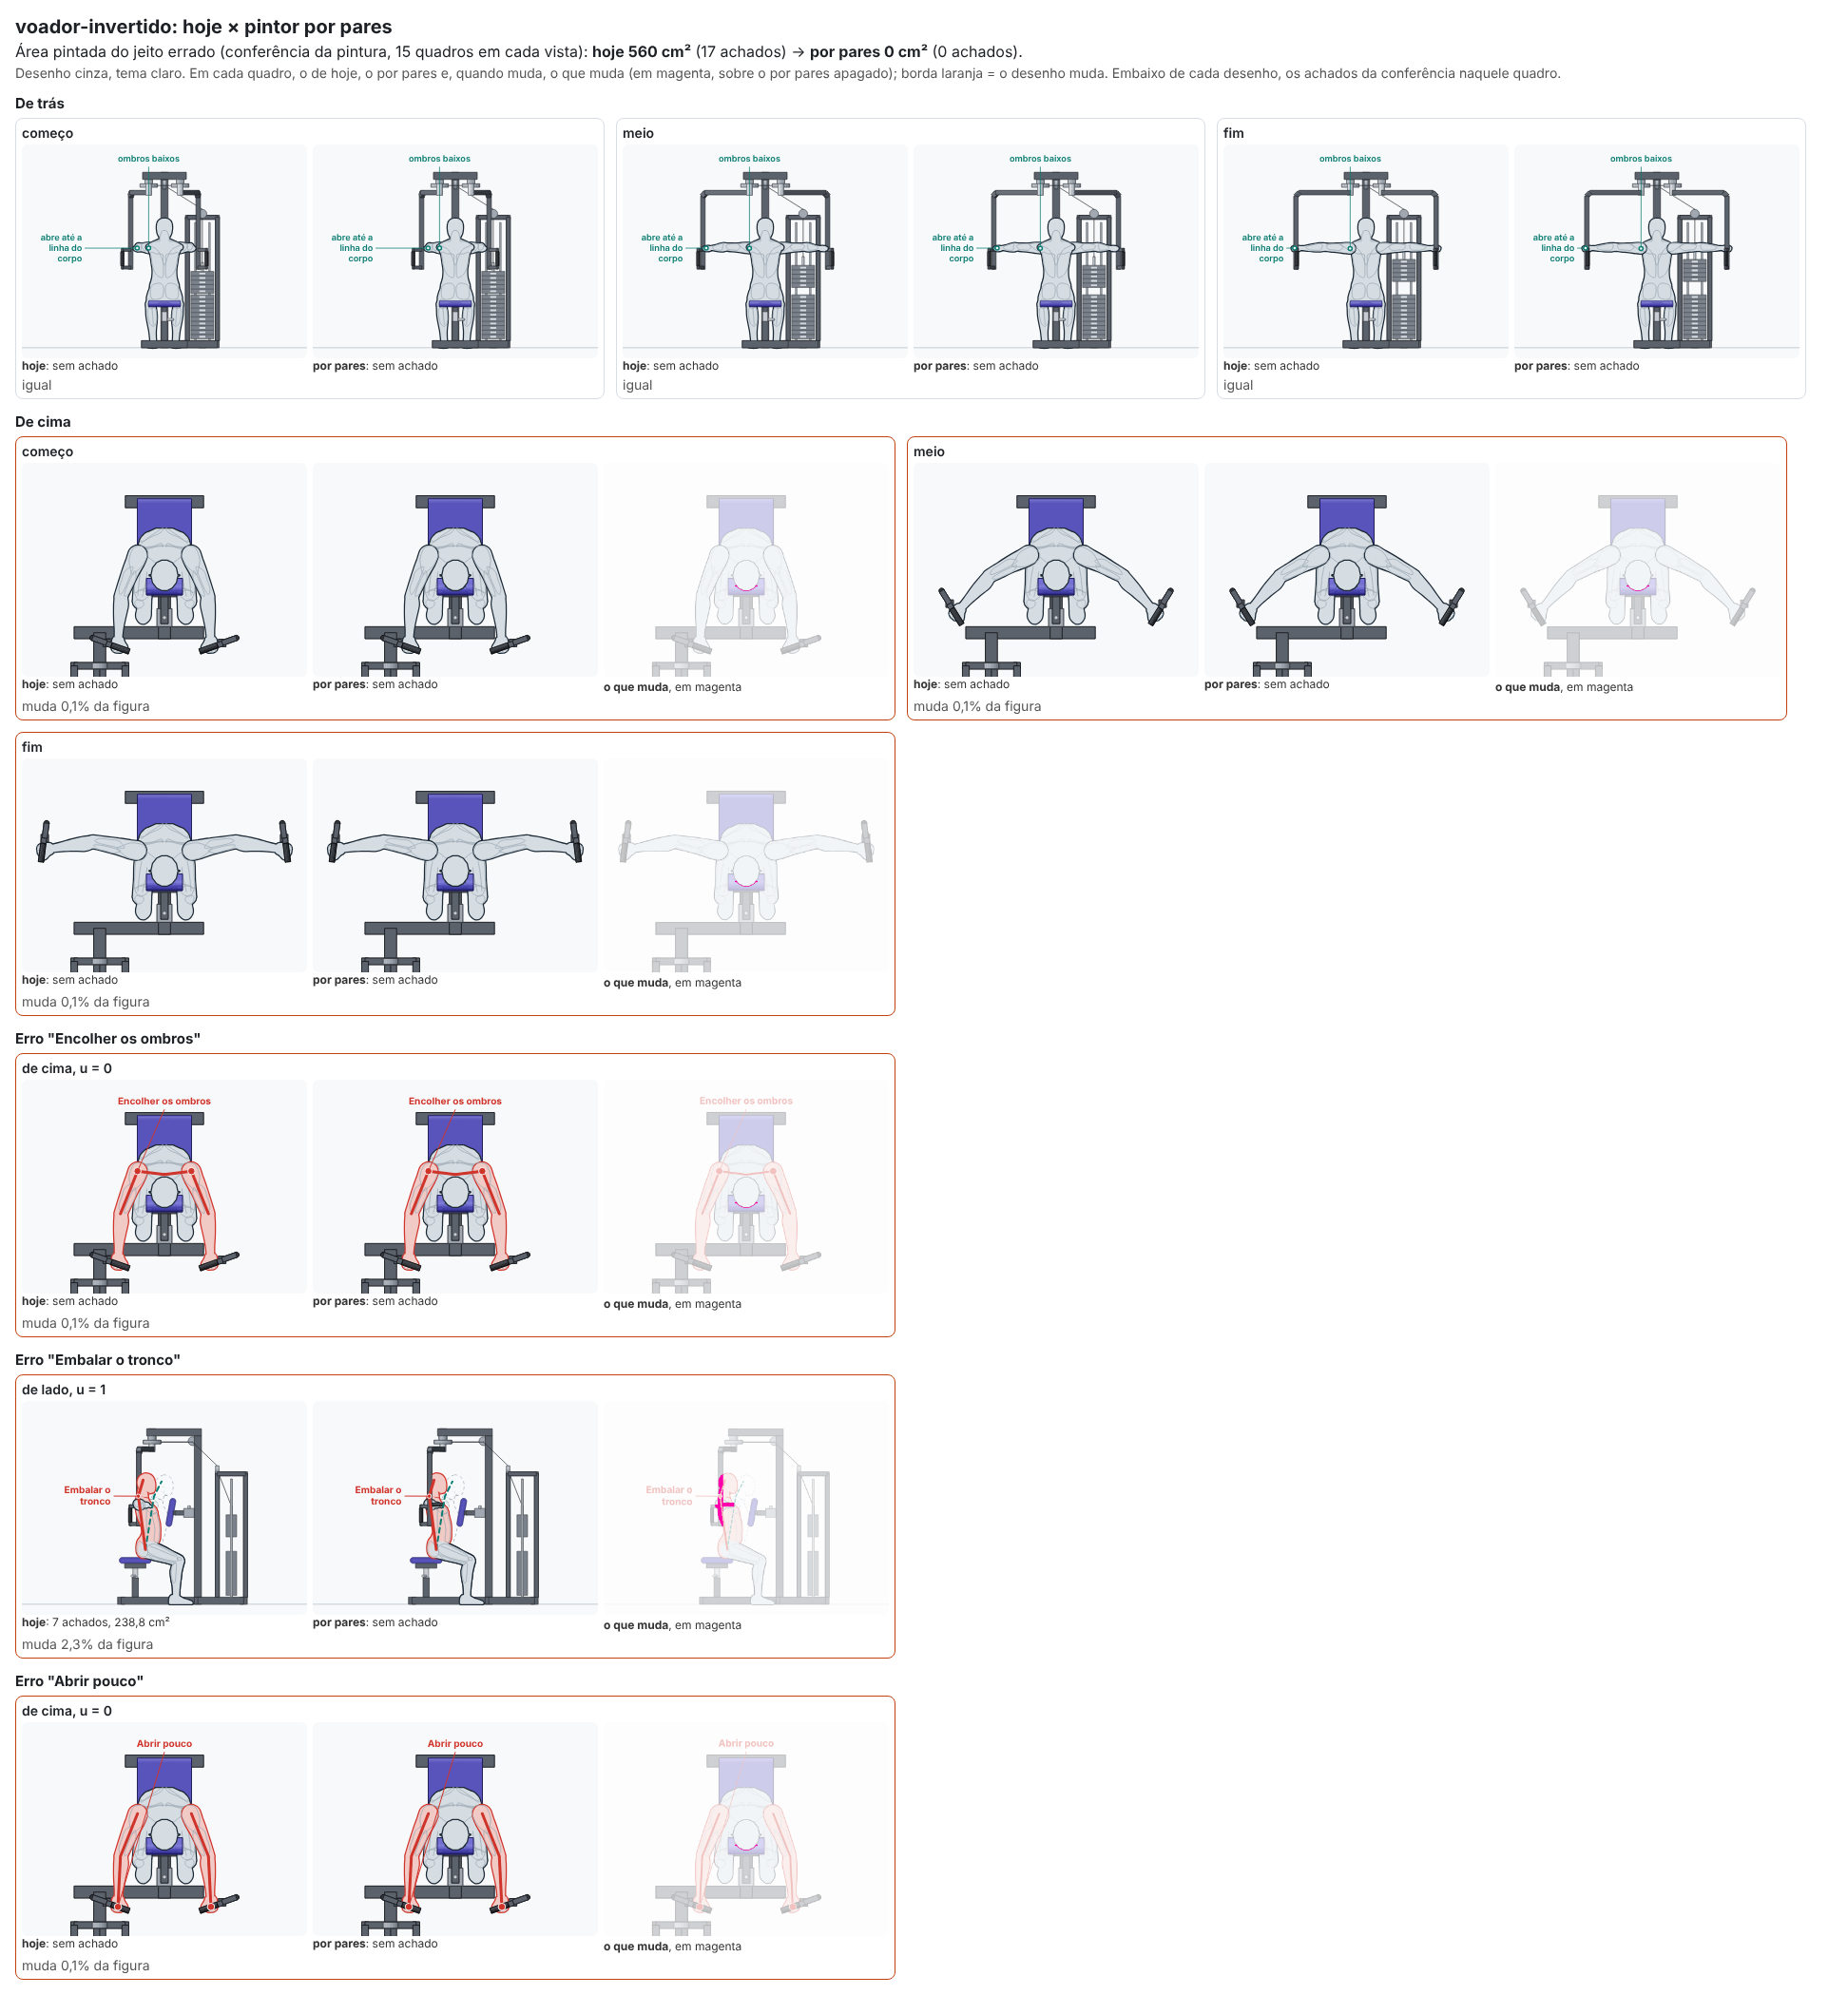 voador-invertido: hoje × pintor por pares
Área pintada do jeito errado (conferência da pintura, 15 quadros em cada vista): hoje 560 cm² (17 achados) → por pares 0 cm² (0 achados).
Desenho cinza, tema claro. Em cada quadro, o de hoje, o por pares e, quando muda, o que muda (em magenta, sobre o por pares apagado); borda laranja = o desenho muda. Embaixo de cada desenho, os achados da conferência naquele quadro.
De trás
começo
ombros baixos
abre até a
linha do
corpo
hoje: sem achado
ombros baixos
abre até a
linha do
corpo
por pares: sem achado
igual
meio
ombros baixos
abre até a
linha do
corpo
hoje: sem achado
ombros baixos
abre até a
linha do
corpo
por pares: sem achado
igual
fim
ombros baixos
abre até a
linha do
corpo
hoje: sem achado
ombros baixos
abre até a
linha do
corpo
por pares: sem achado
igual
De cima
começo
hoje: sem achado
por pares: sem achado
o que muda, em magenta
muda 0,1% da figura
meio
hoje: sem achado
por pares: sem achado
o que muda, em magenta
muda 0,1% da figura
fim
hoje: sem achado
por pares: sem achado
o que muda, em magenta
muda 0,1% da figura
Erro "Encolher os ombros"
de cima, u = 0
Encolher os ombros
Encolher os ombros
Encolher os ombros
hoje: sem achado
por pares: sem achado
o que muda, em magenta
muda 0,1% da figura
Erro "Embalar o tronco"
de lado, u = 1
Embalar o
tronco
Embalar o
tronco
Embalar o
tronco
hoje: 7 achados, 238,8 cm²
por pares: sem achado
o que muda, em magenta
muda 2,3% da figura
Erro "Abrir pouco"
de cima, u = 0
Abrir pouco
Abrir pouco
Abrir pouco
hoje: sem achado
por pares: sem achado
o que muda, em magenta
muda 0,1% da figura